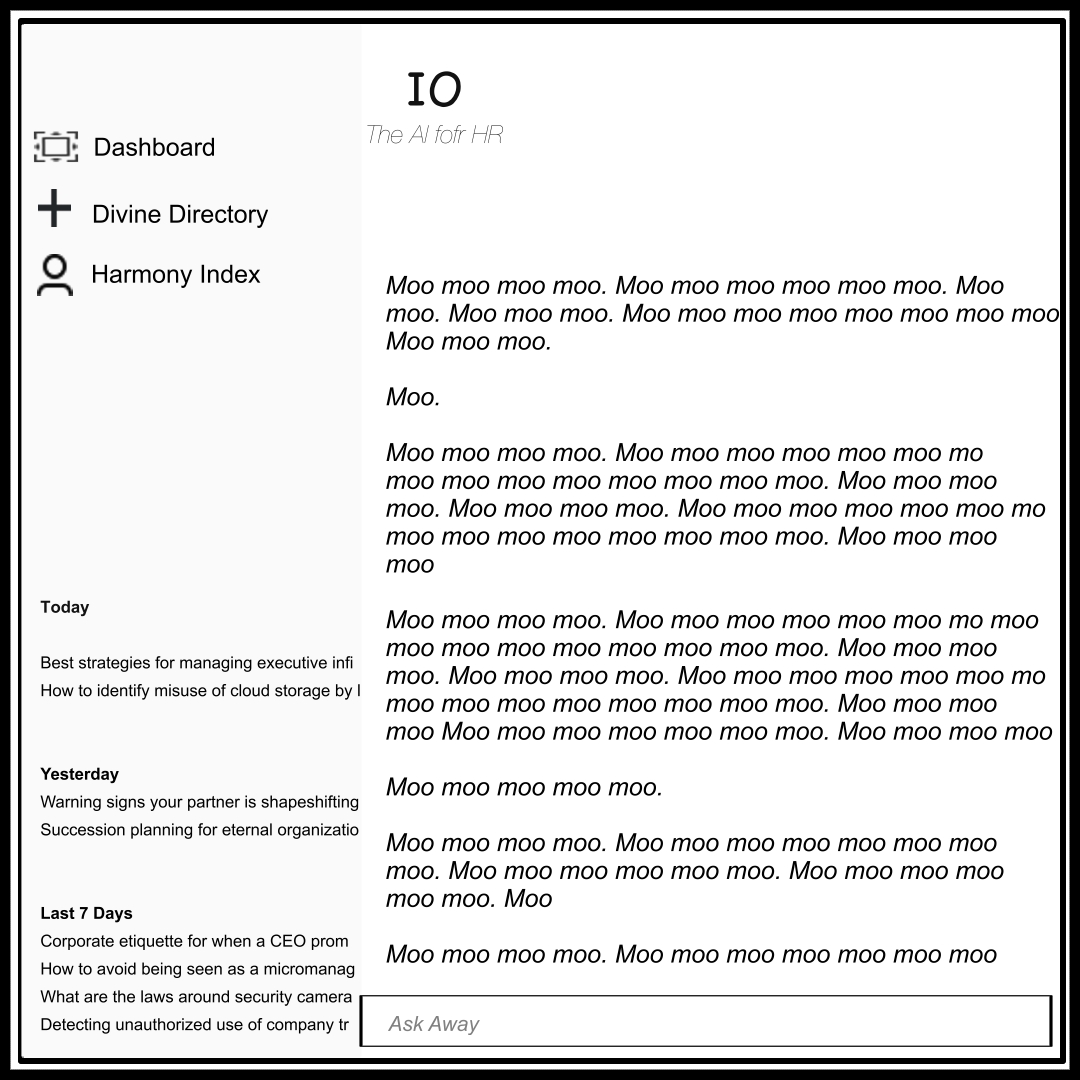 IO
The AI fofr HR
Dashboard
Divine Directory
Harmony Index
Today
Best strategies for managing executive infi
How to identify misuse of cloud storage by l
Yesterday
Warning signs your partner is shapeshifting
Succession planning for eternal organizatio
Last 7 Days
Corporate etiquette for when a CEO prom
How to avoid being seen as a micromanag
What are the laws around security camera
Detecting unauthorized use of company tr
Moo moo moo moo. Moo moo moo moo moo moo. Moo
moo. Moo moo moo. Moo moo moo moo moo moo moo moo
Moo moo moo.
Moo.
Moo moo moo moo. Moo moo moo moo moo moo mo
moo moo moo moo moo moo moo moo. Moo moo moo
moo. Moo moo moo moo. Moo moo moo moo moo moo mo
moo moo moo moo moo moo moo moo. Moo moo moo
moo
Moo moo moo moo. Moo moo moo moo moo moo mo moo
moo moo moo moo moo moo moo moo. Moo moo moo
moo. Moo moo moo moo. Moo moo moo moo moo moo mo
moo moo moo moo moo moo moo moo. Moo moo moo
moo Moo moo moo moo moo moo moo. Moo moo moo moo
Moo moo moo moo moo.
Moo moo moo moo. Moo moo moo moo moo moo moo
moo. Moo moo moo moo moo moo. Moo moo moo moo
moo moo. Moo
Moo moo moo moo. Moo moo moo moo moo moo moo
Ask Away